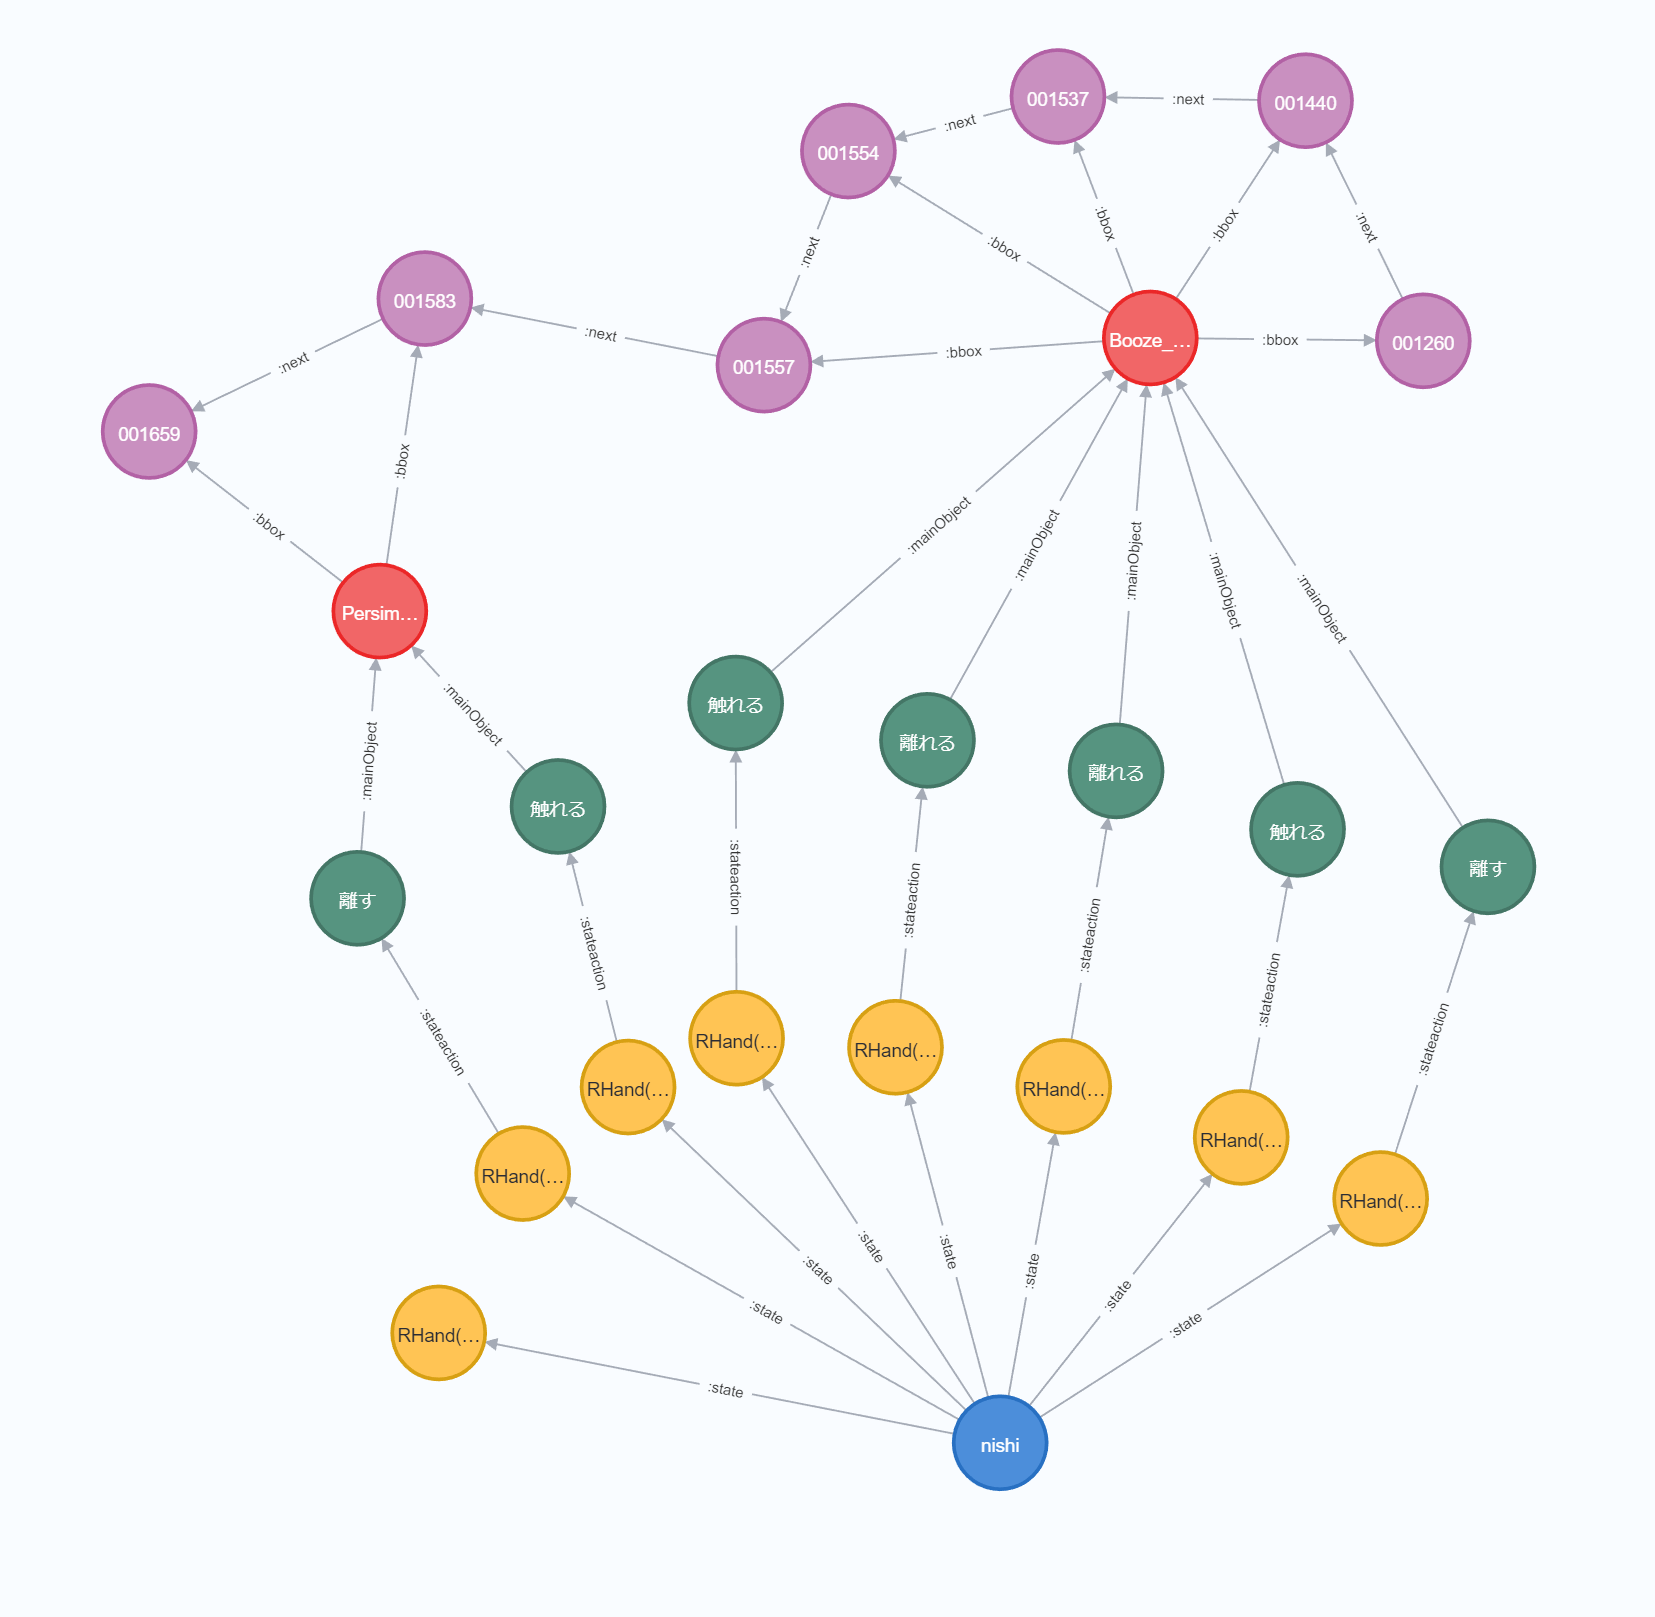 001537
001440
:next
:next
001554
:bbox
:bbox
:next
:bbox
:next
001583
:next
001557
:bbox
Booze_...
:bbox
001260
:next
001659
:bbox
:bbox
:mainObject
:mainObject
:mainObject
:mainObject
:mainObject
Persim...
:mainObject
:mainObject
触れる
離れる
離れる
触れる
触れる
離す
離す
:stateaction
:stateaction
:stateaction
:stateaction
:stateaction
:stateaction
:stateaction
RHand(...
RHand(...
RHand(...
RHand(...
RHand(...
RHand(...
RHand(...
:state
:state
:state
:state
:state
:state
:state
RHand(...
:state
nishi